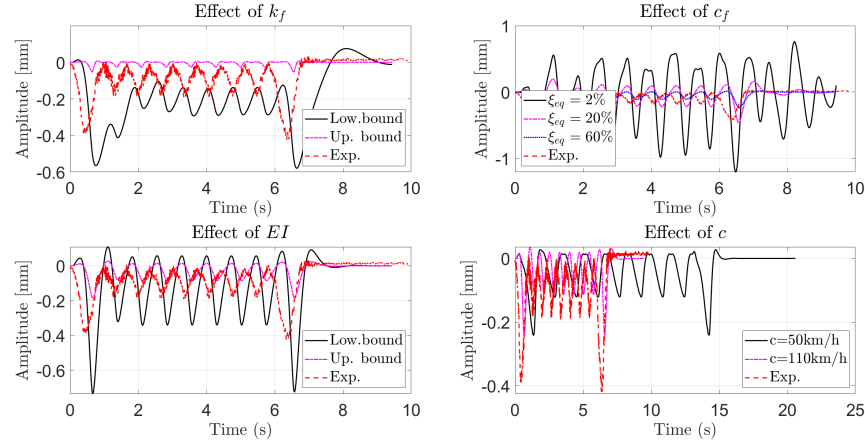 Effect of k_f
Amplitude [mm]
0
-0.2
-0.4
-0.6
0 2 4 6 8 10
Time (s)
Low.bound
Up. bound
Exp.
Effect of c_f
Amplitude [mm]
1
0
-1
0 2 4 6 8 10
Time (s)
ξ_eq = 2%
ξ_eq = 20%
ξ_eq = 60%
Exp.
Effect of EI
Amplitude [mm]
0
-0.2
-0.4
-0.6
0 2 4 6 8 10
Time (s)
Low.bound
Up. bound
Exp.
Effect of c
Amplitude [mm]
0
-0.2
-0.4
0 5 10 15 20 25
Time (s)
c=50km/h
c=110km/h
Exp.